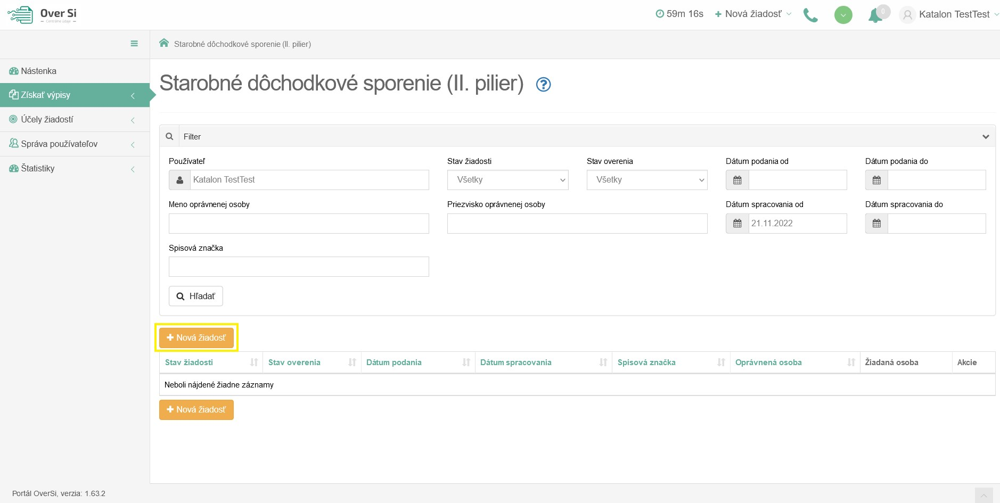 Over Si
Centrálne údaje
59m 16s
Nová žiadosť
0
Katalon TestTest
Starobné dôchodkové sporenie (II. pilier)
Nástenka
Získať výpisy
Účely žiadostí
Správa používateľov
Štatistiky
Starobné dôchodkové sporenie (II. pilier)
Filter
Používateľ
Stav žiadosti
Stav overenia
Dátum podania od
Dátum podania do
Katalon TestTest
Všetky
Všetky
Meno oprávnenej osoby
Priezvisko oprávnenej osoby
Dátum spracovania od
Dátum spracovania do
21.11.2022
Spisová značka
Hľadať
Nová žiadosť
Stav žiadosti
Stav overenia
Dátum podania
Dátum spracovania
Spisová značka
Oprávnená osoba
Žiadaná osoba
Akcie
Neboli nájdené žiadne záznamy
Nová žiadosť
Portál OverSi, verzia: 1.63.2